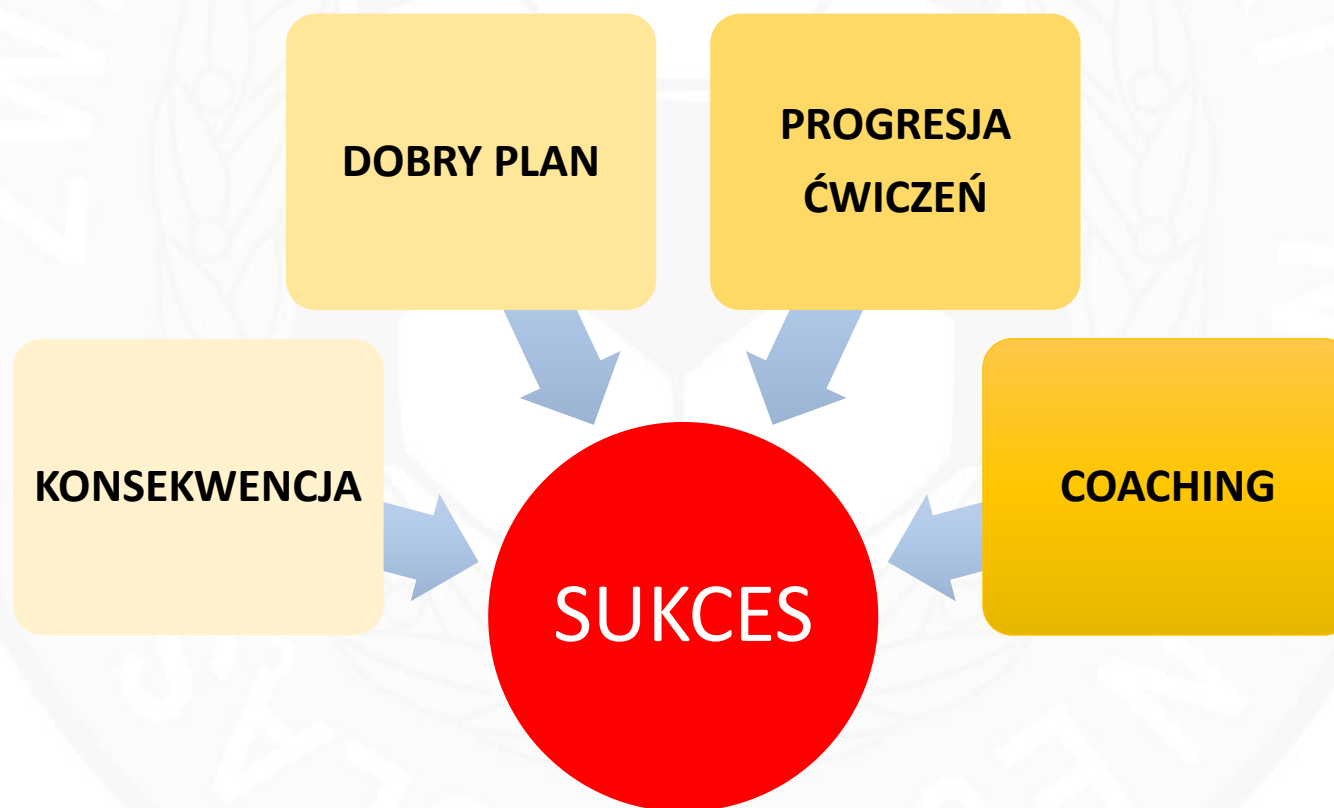 DOBRY PLAN
PROGRESJA
ĆWICZEŃ
KONSEKWENCJA
COACHING
SUKCES